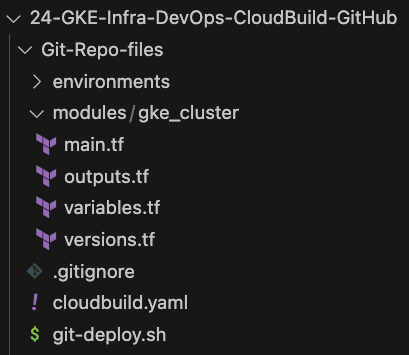 24-GKE-Infra-DevOps-CloudBuild-GitHub
Git-Repo-files
environments
modules/gke_cluster
main.tf
outputs.tf
variables.tf
versions.tf
.gitignore
! cloudbuild.yaml
$ git-deploy.sh